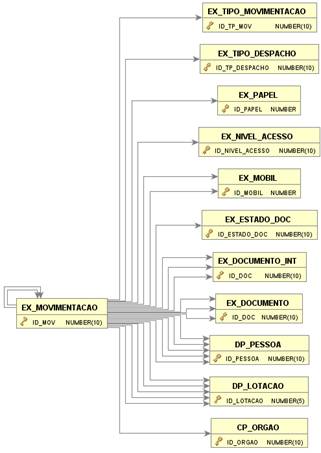 EX_TIPO_MOVIMENTACAO
ID_TP_MOV NUMBER(10)
EX_TIPO_DESPACHO
ID_TP_DESPACHO NUMBER(10)
EX_PAPEL
ID_PAPEL NUMBER
EX_NIVEL_ACESSO
ID_NIVEL_ACESSO NUMBER(10)
EX_MOBIL
ID_MOBIL NUMBER
EX_ESTADO_DOC
ID_ESTADO_DOC NUMBER(10)
EX_DOCUMENTO_INT
ID_DOC NUMBER(10)
EX_MOVIMENTACAO
ID_MOV NUMBER(10)
EX_DOCUMENTO
ID_DOC NUMBER(10)
DP_PESSOA
ID_PESSOA NUMBER(10)
DP_LOTACAO
ID_LOTACAO NUMBER(5)
CP_ORGAO
ID_ORGAO NUMBER(10)